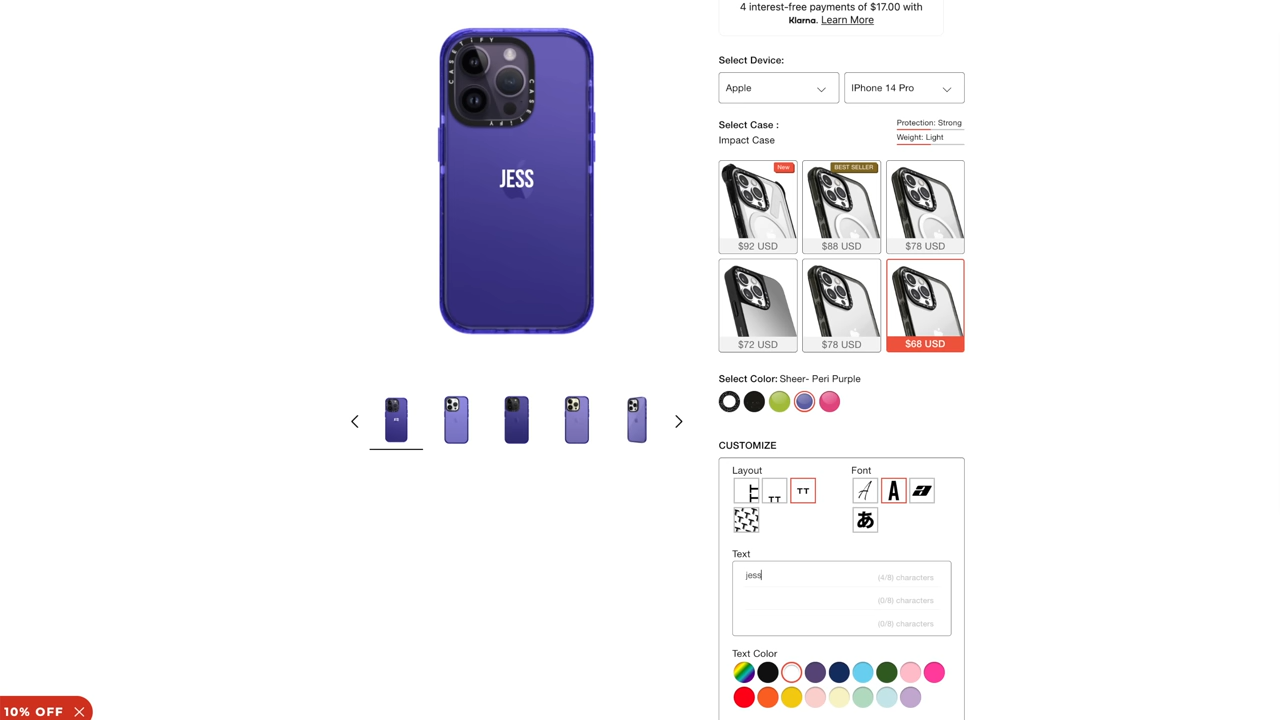 4 interest-free payments of $17.00 with
Klarna. Learn More
Select Device:
Apple
IPhone 14 Pro
Select Case :
Impact Case
Protection: Strong
Weight: Light
New
BEST SELLER
$92 USD
$88 USD
$78 USD
$72 USD
$78 USD
$68 USD
CASETIFY
CASETIFY
JESS
Select Color: Sheer- Peri Purple
CUSTOMIZE
Layout
Font
TT
TT
TT
A
A
a
あ
Text
jess
(4/8) characters
(0/8) characters
(0/8) characters
Text Color
10% OFF